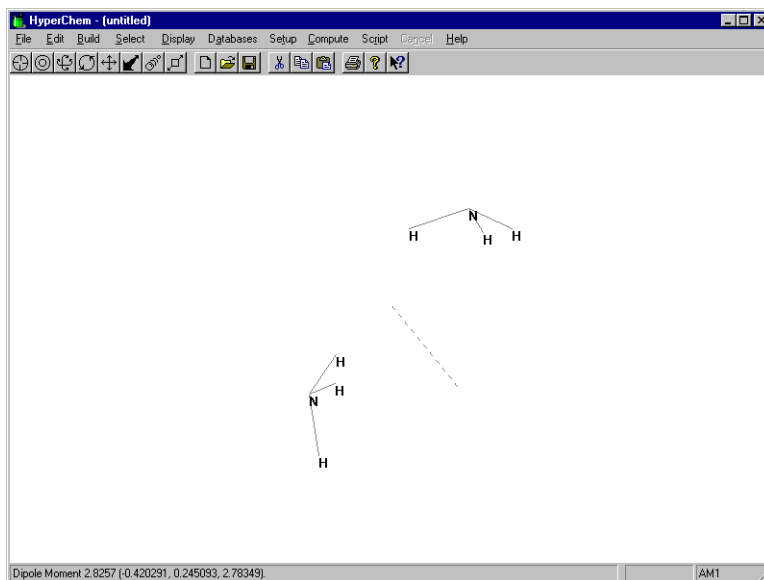 HyperChem - (untitled)
File Edit Build Select Display Databases Setup Compute Script Cancel Help
N
H H H
H
H
N
H
Dipole Moment 2.8257 (-0.420291, 0.245093, 2.78349). AM1